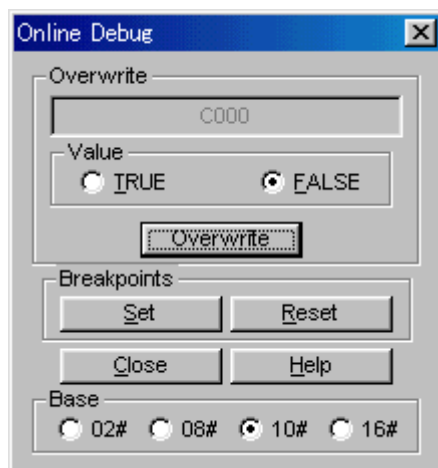 Online Debug
Overwrite
C000
Value
TRUE FALSE
Overwrite
Breakpoints
Set Reset
Close Help
Base
02# 08# 10# 16#